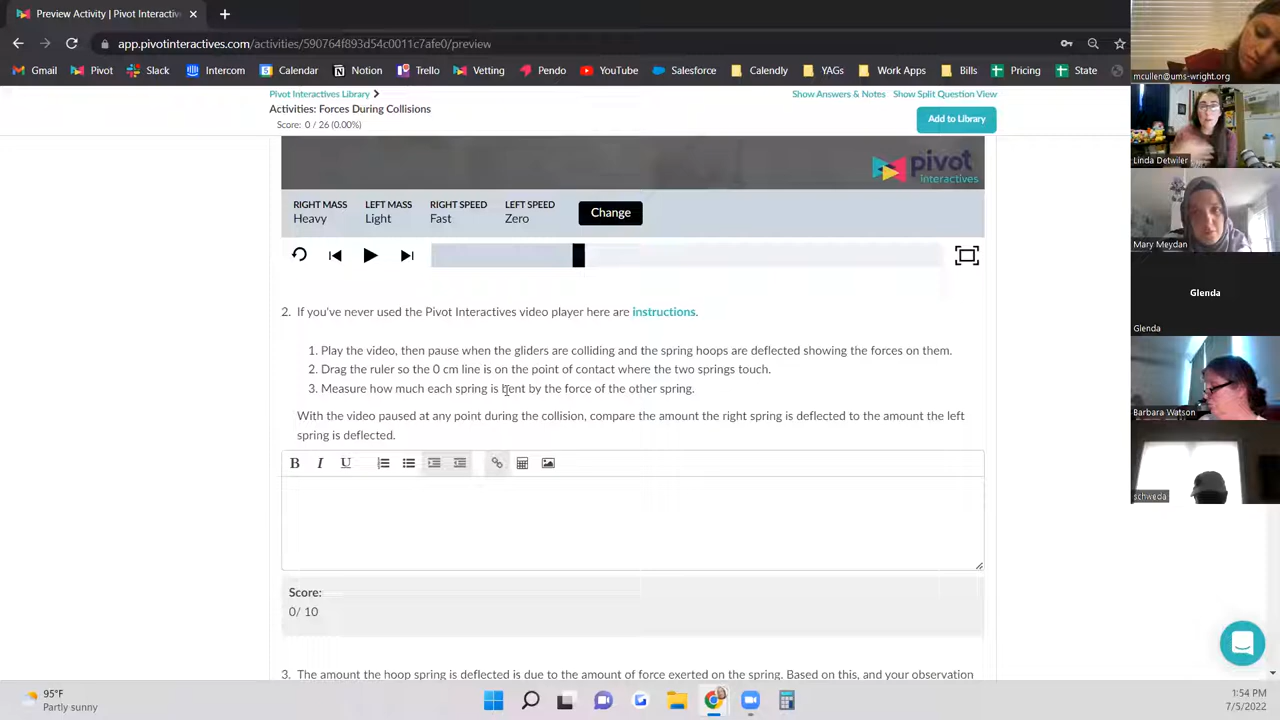 Preview Activity | Pivot Interactive
app.pivotinteractives.com/activities/590764f893d54c0011c
/preview
Gmail Pivot Slack Intercom Calendar Notion
Pendo YouTube Salesforce Calendly YAGs Work Apps Bills Pricing State
Pivot Interactives Library
Show Answers & Notes Show Split Question View
Activities: Forces During Collisions
Score: 0 / 26 (0.00%)
Add to Library
pivot
interactives
RIGHT MASS LEFT MASS RIGHT SPEED LEFT SPEED
Heavy Light Fast Zero
Change
2. If you've never used the Pivot Interactives video player here are instructions.
1. Play the video, then pause when the gliders are colliding and the spring hoops are deflected showing the forces on them.
2. Drag the ruler so the 0 cm line is on the point of contact where the two springs touch.
3. Measure how much each spring is bent by the force of the other spring.
With the video paused at any point during the collision, compare the amount the right spring is deflected to the amount the left
spring is deflected.
B I U
Score:
0/ 10
3. The amount the hoop spring is deflected is due to the amount of force exerted on the spring. Based on this, and your observation
mcullen@ums-wright.org
Linda Detwiler
Mary Meydan
Glenda
Glenda
Barbara Watson
schweda
95°F
Partly sunny
1:54 PM
7/5/2022